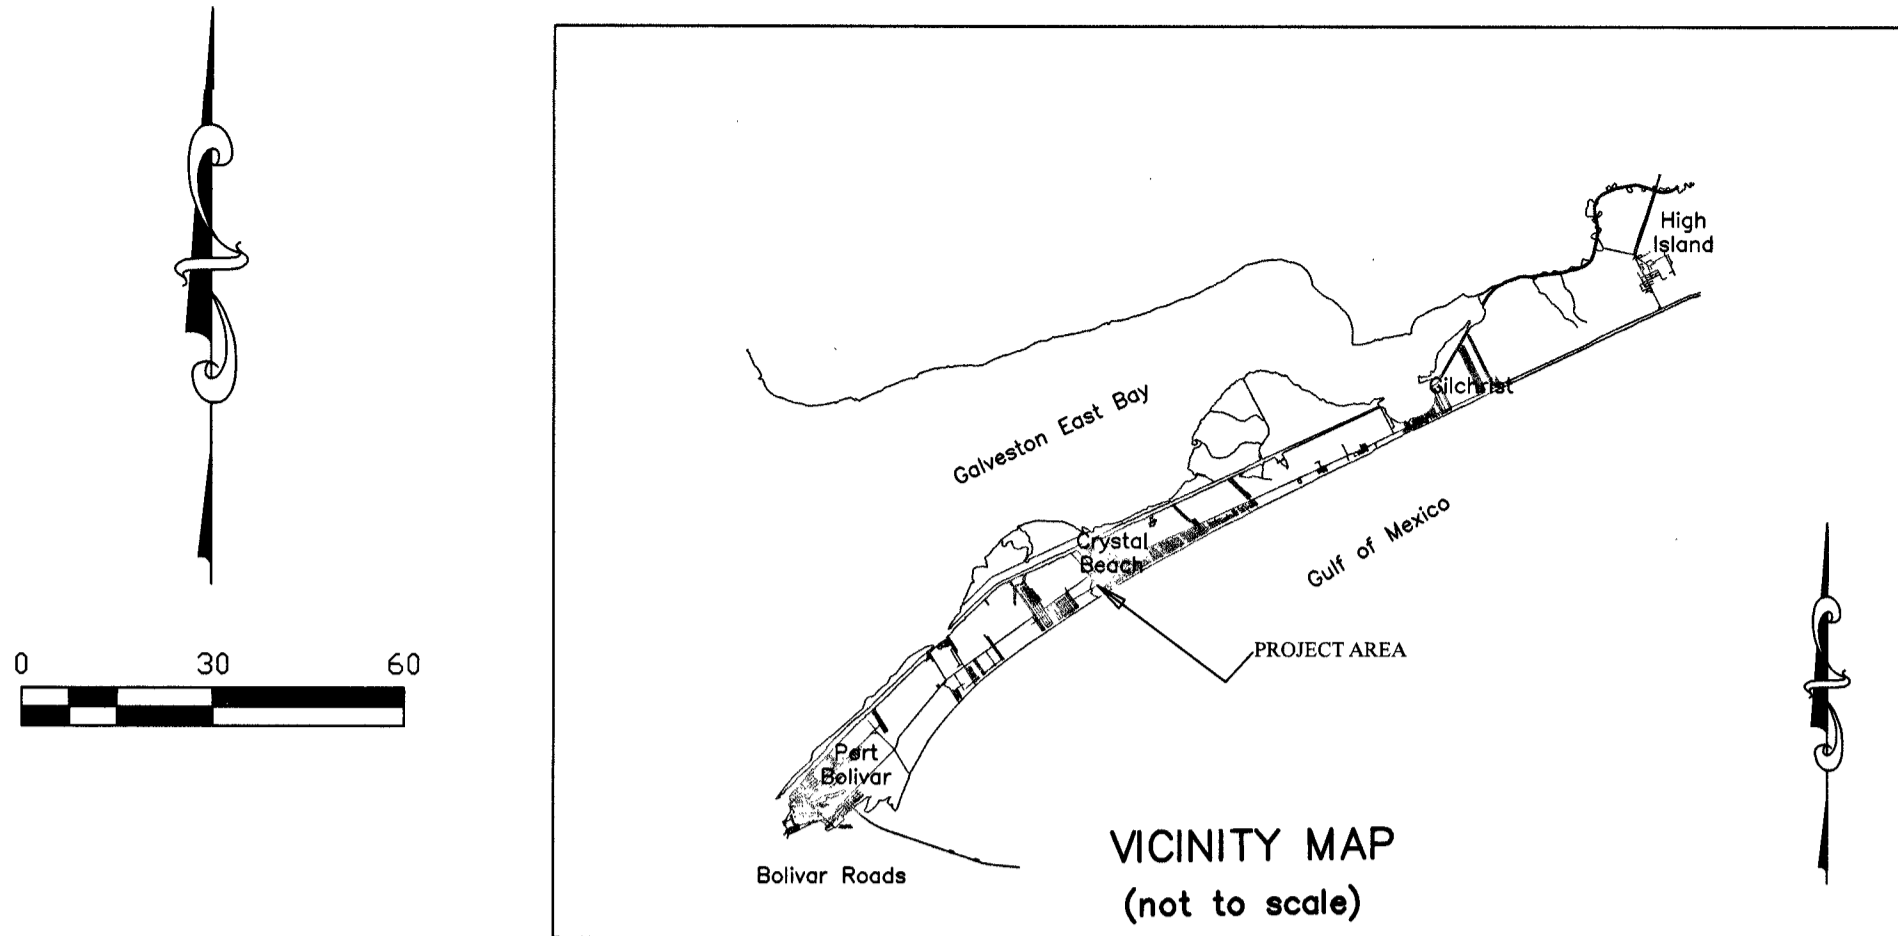 High
Island
Gilchrist
Galveston East Bay
Gulf of Mexico
Crystal
Beach
PROJECT AREA
0 30 60
Port
Bolivar
Bolivar Roads
VICINITY MAP
(not to scale)